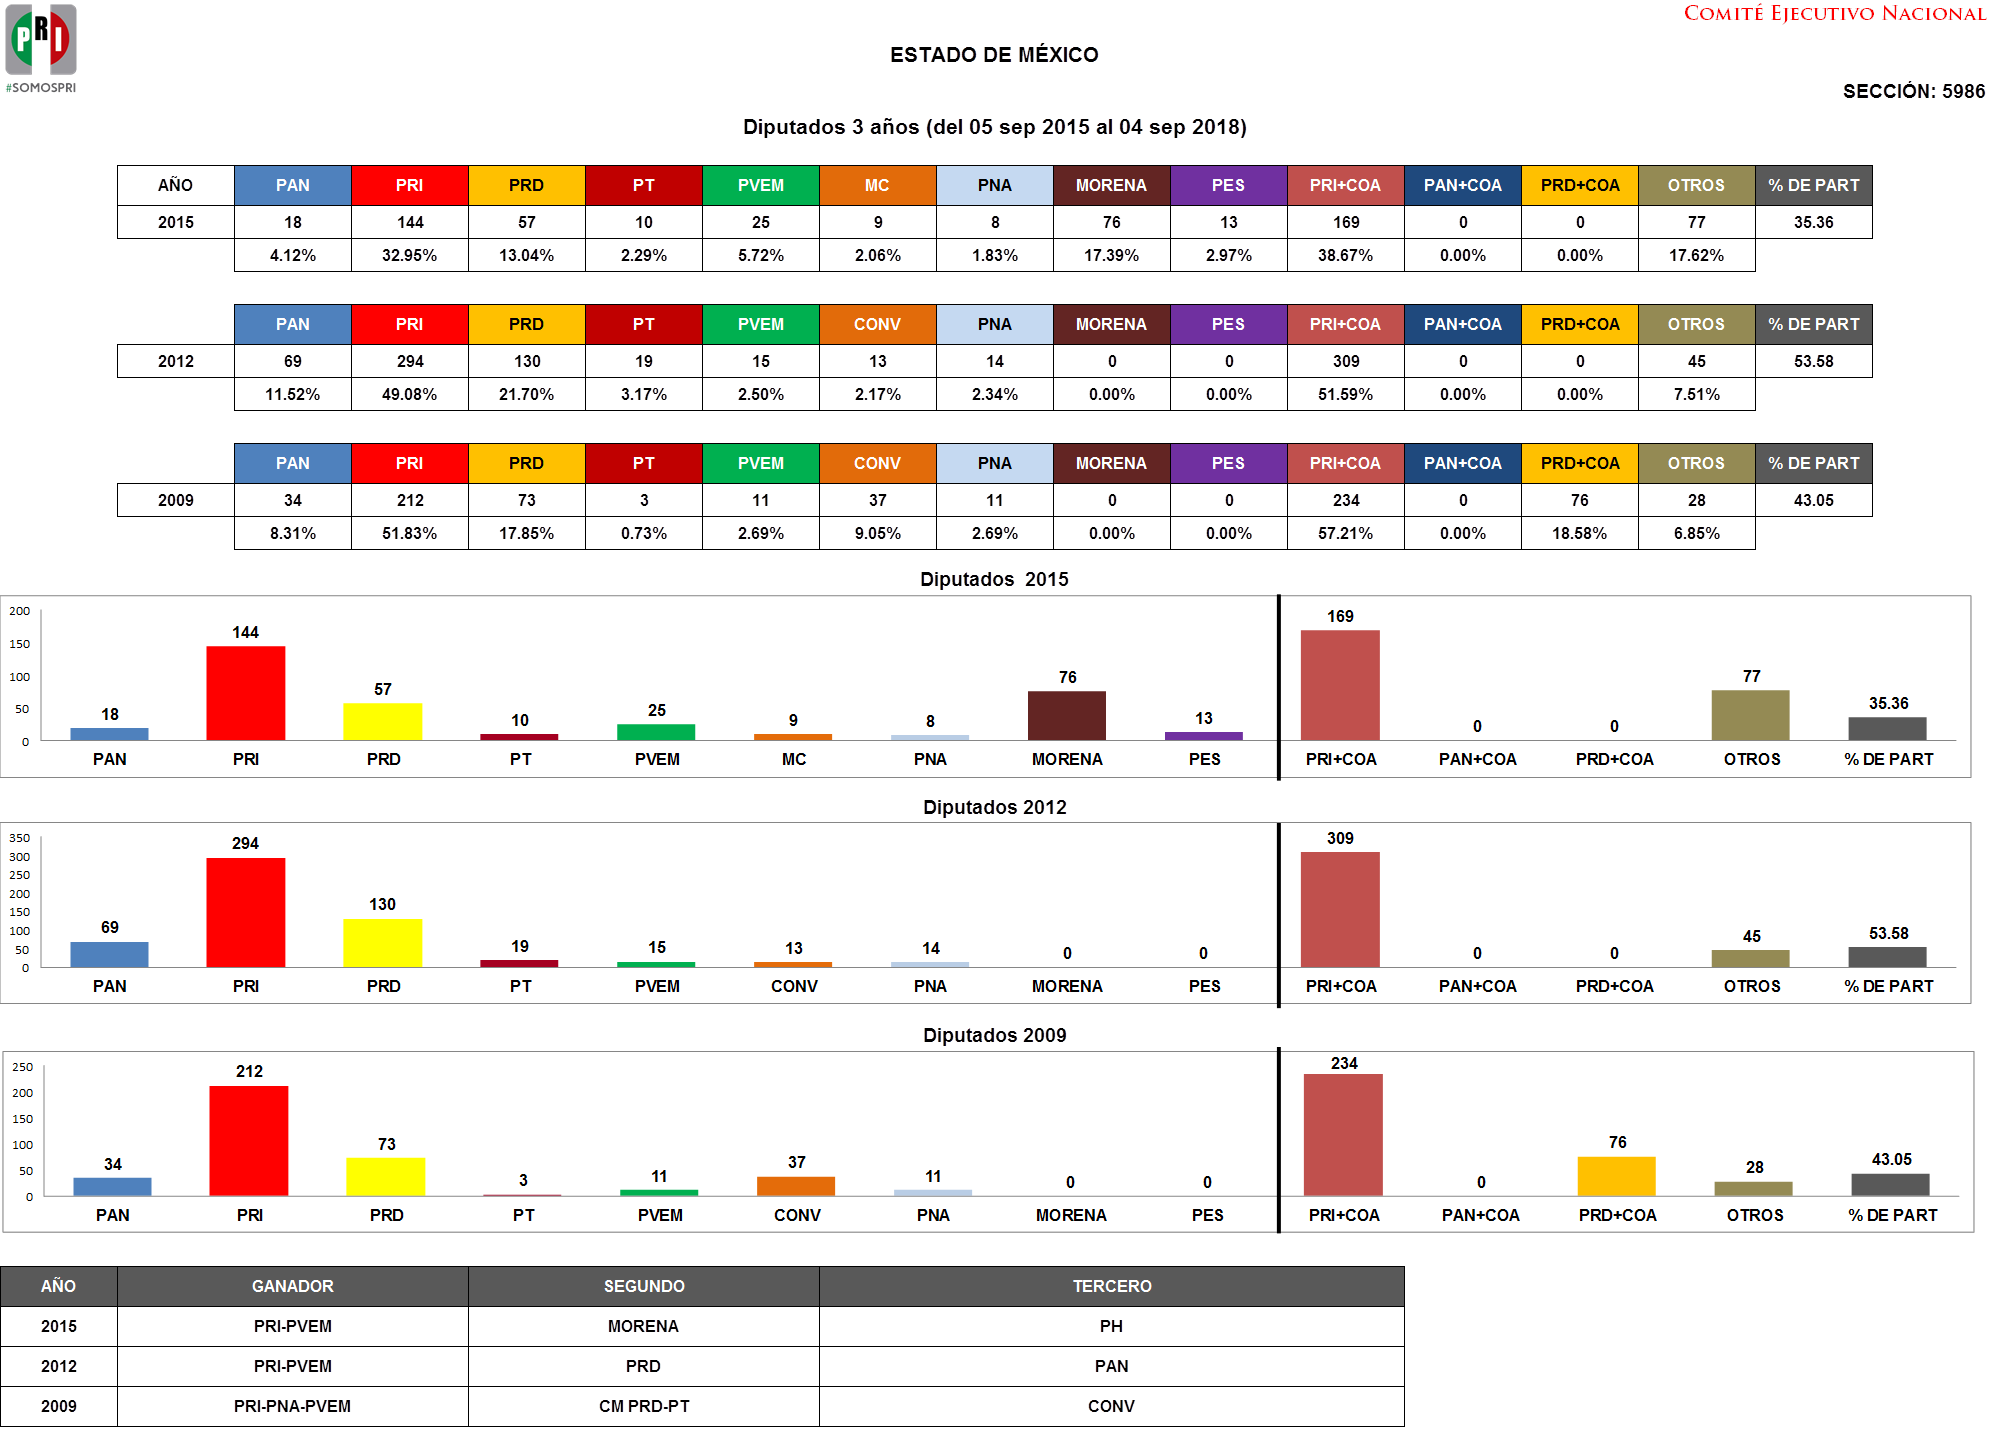 PRI
#SOMOSPRI
COMITÉ EJECUTIVO NACIONAL
ESTADO DE MÉXICO
SECCIÓN: 5986
Diputados 3 años (del 05 sep 2015 al 04 sep 2018)
AÑO PAN PRI PRD PT PVEM MC PNA MORENA PES PRI+COA PAN+COA PRD+COA OTROS % DE PART
2015 18 144 57 10 25 9 8 76 13 169 0 0 77 35.36
4.12% 32.95% 13.04% 2.29% 5.72% 2.06% 1.83% 17.39% 2.97% 38.67% 0.00% 0.00% 17.62%
PAN PRI PRD PT PVEM CONV PNA MORENA PES PRI+COA PAN+COA PRD+COA OTROS % DE PART
2012 69 294 130 19 15 13 14 0 0 309 0 0 45 53.58
11.52% 49.08% 21.70% 3.17% 2.50% 2.17% 2.34% 0.00% 0.00% 51.59% 0.00% 0.00% 7.51%
PAN PRI PRD PT PVEM CONV PNA MORENA PES PRI+COA PAN+COA PRD+COA OTROS % DE PART
2009 34 212 73 3 11 37 11 0 0 234 0 76 28 43.05
8.31% 51.83% 17.85% 0.73% 2.69% 9.05% 2.69% 0.00% 0.00% 57.21% 0.00% 18.58% 6.85%
Diputados 2015
200
150
100
50
0
18 144 57 10 25 9 8 76 13 169 0 0 77 35.36
PAN PRI PRD PT PVEM MC PNA MORENA PES PRI+COA PAN+COA PRD+COA OTROS % DE PART
Diputados 2012
350
300
250
200
150
100
50
0
69 294 130 19 15 13 14 0 0 309 0 0 45 53.58
PAN PRI PRD PT PVEM CONV PNA MORENA PES PRI+COA PAN+COA PRD+COA OTROS % DE PART
Diputados 2009
250
200
150
100
50
0
34 212 73 3 11 37 11 0 0 234 0 76 28 43.05
PAN PRI PRD PT PVEM CONV PNA MORENA PES PRI+COA PAN+COA PRD+COA OTROS % DE PART
AÑO GANADOR SEGUNDO TERCERO
2015 PRI-PVEM MORENA PH
2012 PRI-PVEM PRD PAN
2009 PRI-PNA-PVEM CM PRD-PT CONV